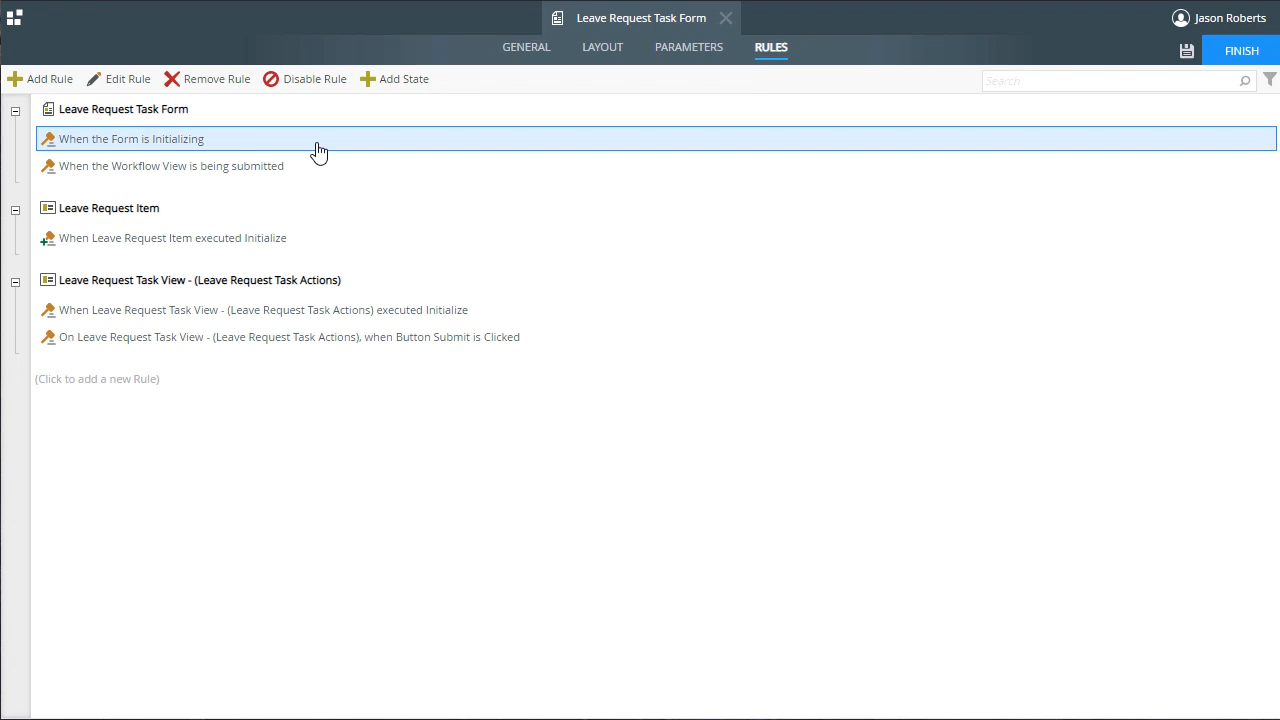 Leave Request Task Form
Jason Roberts
GENERAL
LAYOUT
PARAMETERS
RULES
FINISH
Add Rule
Edit Rule
Remove Rule
Disable Rule
Add State
Search
Leave Request Task Form
When the Form is Initializing
When the Workflow View is being submitted
Leave Request Item
When Leave Request Item executed Initialize
Leave Request Task View - (Leave Request Task Actions)
When Leave Request Task View - (Leave Request Task Actions) executed Initialize
On Leave Request Task View - (Leave Request Task Actions), when Button Submit is Clicked
(Click to add a new Rule)